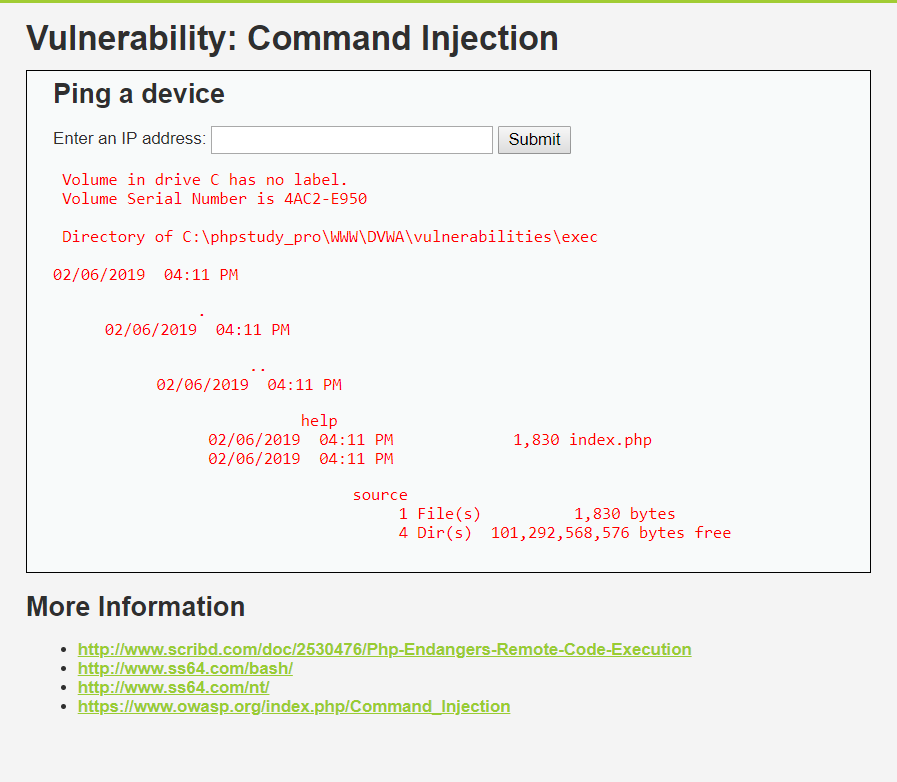 Vulnerability: Command Injection
Ping a device
Enter an IP address: Submit
Volume in drive C has no label.
Volume Serial Number is 4AC2-E950
Directory of C:\phpstudy_pro\WWW\DVWA\vulnerabilities\exec
02/06/2019  04:11 PM
.
02/06/2019  04:11 PM
..
02/06/2019  04:11 PM
help
02/06/2019  04:11 PM             1,830 index.php
02/06/2019  04:11 PM
source
1 File(s)          1,830 bytes
4 Dir(s)  101,292,568,576 bytes free
More Information
http://www.scribd.com/doc/2530476/Php-Endangers-Remote-Code-Execution
http://www.ss64.com/bash/
http://www.ss64.com/nt/
https://www.owasp.org/index.php/Command_Injection